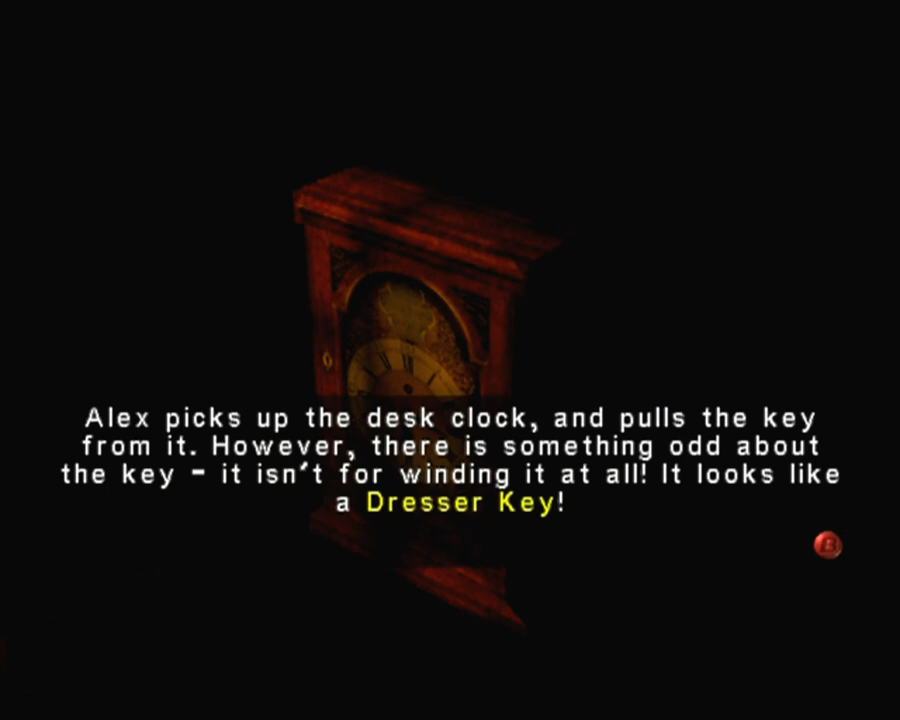 Alex picks up the desk clock, and pulls the key
from it. However, there is something odd about
the key - it isn't for winding it at all! It looks like
a Dresser Key!
B